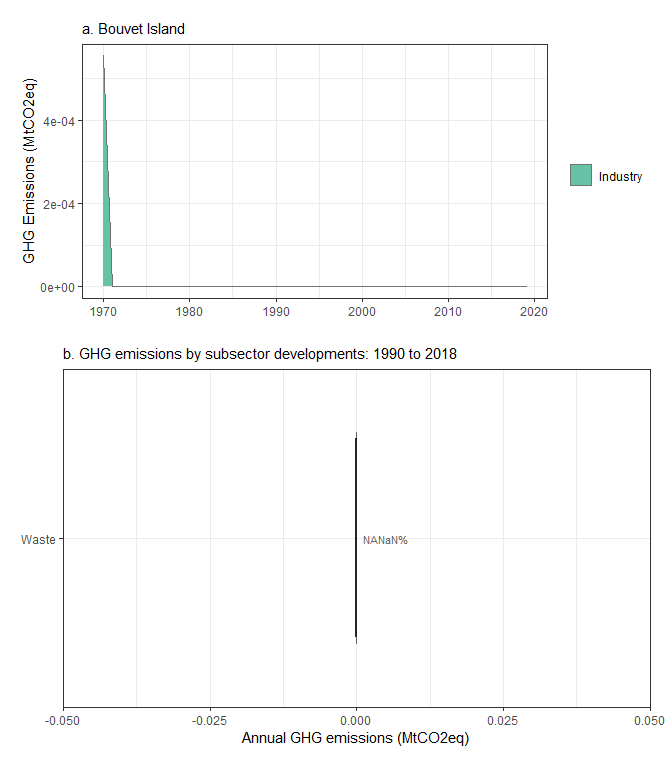 a. Bouvet Island
GHG Emissions (MtCO2eq)
4e-04
2e-04
0e+00
1970 1980 1990 2000 2010 2020
Industry
b. GHG emissions by subsector developments: 1990 to 2018
Waste
NANaN%
-0.050 -0.025 0.000 0.025 0.050
Annual GHG emissions (MtCO2eq)